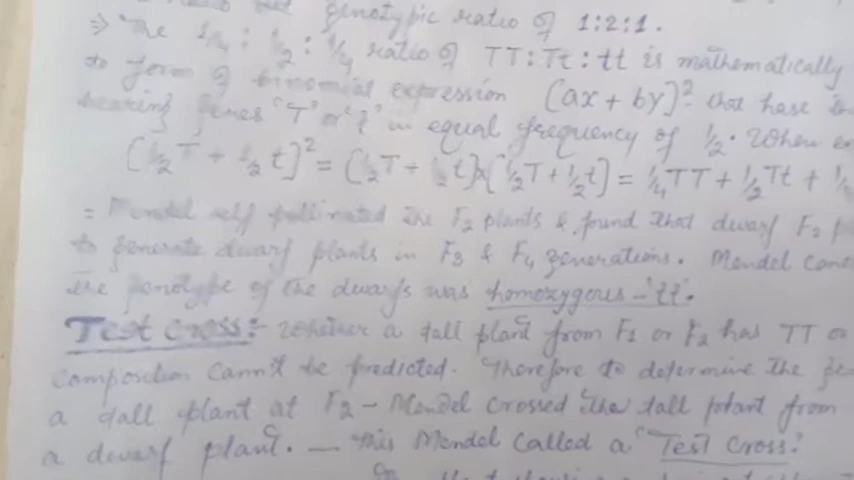 but genotypic ratio of 1:2:1.
⇒ The 1/4 : 1/2 : 1/4 ratio of TT : Tt : tt is mathematically
to form of binomial expression (ax + by)² that have
bearing genes "T" or "t" in equal frequency of 1/2. When
(1/2 T + 1/2 t)² = (1/2 T + 1/2 t) x (1/2 T + 1/2 t) = 1/4 TT + 1/2 Tt + 1/
= Mendel self pollinated the F2 plants & found that dwarf F2
to generate dwarf plants in F3 & F4 generations. Mendel
the genotype of the dwarfs was homozygous - 'tt'.
Test Cross:- Whether a tall plant from F1 or F2 has TT or
composition cann't be predicted. Therefore to determine the
a tall plant at F2 - Mendel crossed the tall plant from
a dwarf plant. — this Mendel called a "Test Cross".